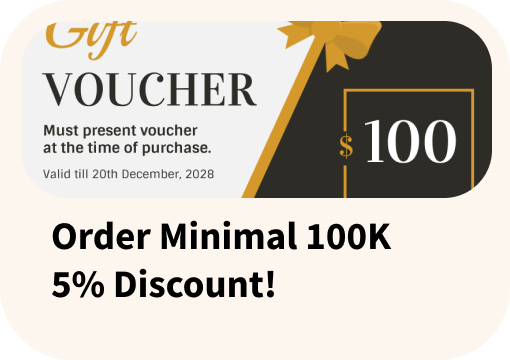 Gift
VOUCHER
Must present voucher
at the time of purchase.
Valid till 20th December, 2028
$ 100
Order Minimal 100K
5% Discount!